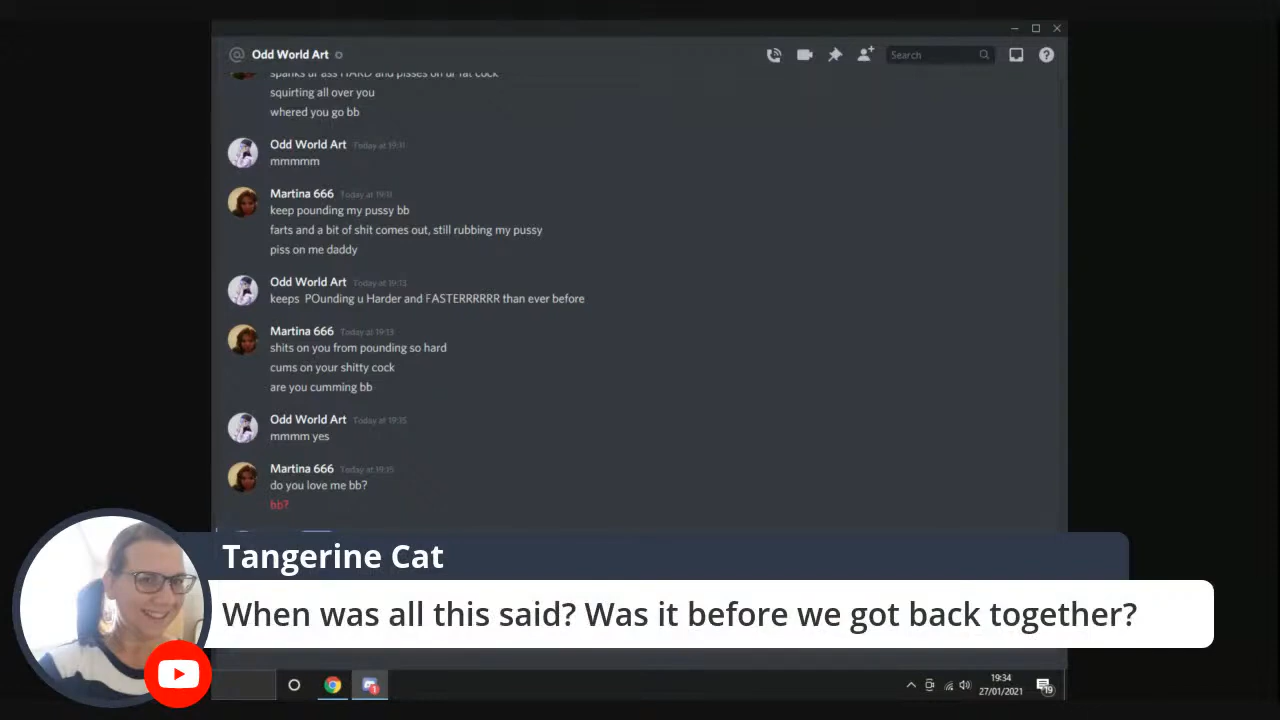 Odd World Art
Search
spanks ur ass HARD and pisses on ur fat cock
squirting all over you
whered you go bb
Odd World Art Today at 19:11
mmmmm
Martina 666 Today at 19:11
keep pounding my pussy bb
farts and a bit of shit comes out, still rubbing my pussy
piss on me daddy
Odd World Art Today at 19:13
keeps POunding u Harder and FASTERRRRRR than ever before
Martina 666 Today at 19:13
shits on you from pounding so hard
cums on your shitty cock
are you cumming bb
Odd World Art Today at 19:15
mmmm yes
Martina 666 Today at 19:15
do you love me bb?
bb?
Tangerine Cat
When was all this said? Was it before we got back together?
19:34
27/01/2021
19
1